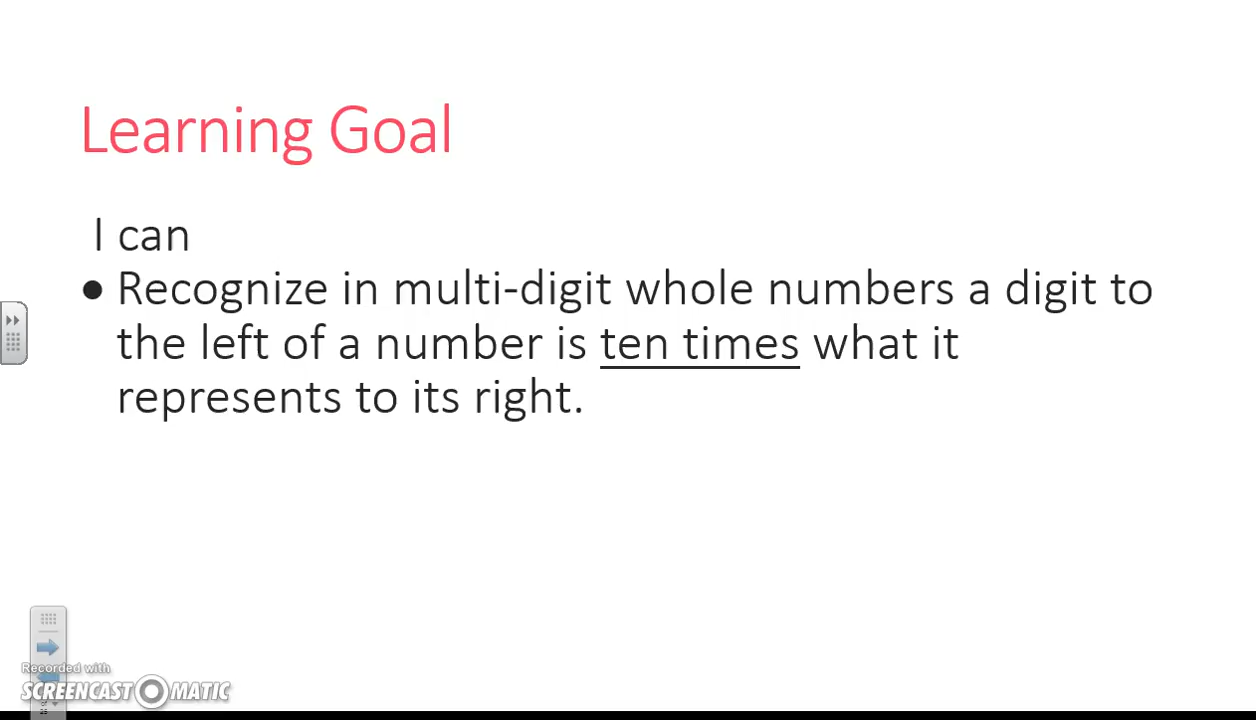 Learning Goal
I can
● Recognize in multi-digit whole numbers a digit to
the left of a number is ten times what it
represents to its right.
Recorded with
SCREENCAST MATIC